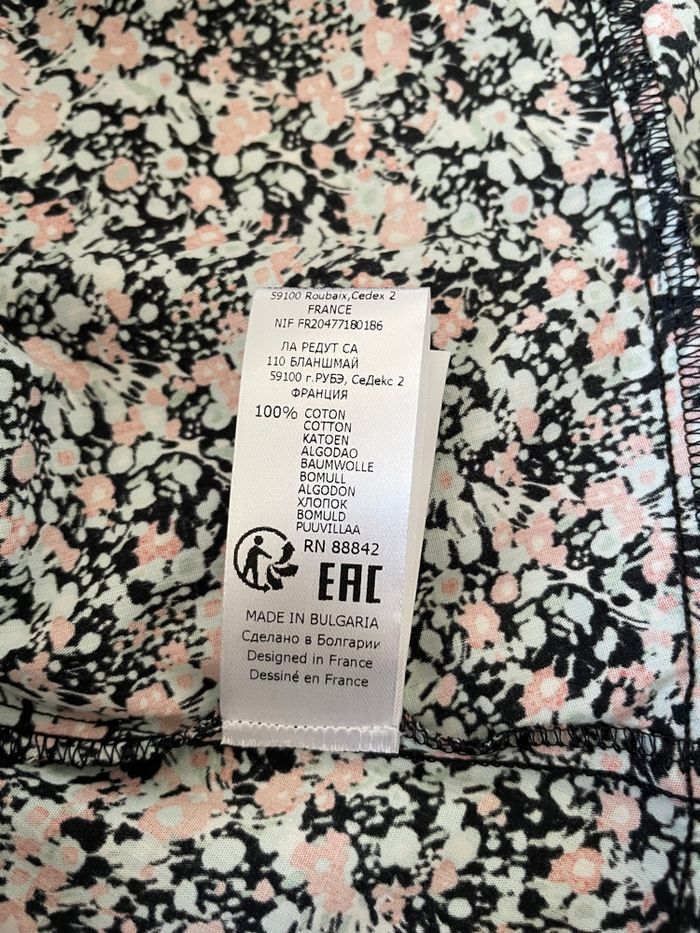 59100 Roubaix,Cedex 2
FRANCE
NIF FR20477180186
ЛА РЕДУТ СА
110 БЛАНШМАЙ
59100 г.РУБЭ, СеДекс 2
ФРАНЦИЯ
100% COTON
COTTON
KATOEN
ALGODAO
BAUMWOLLE
BOMULL
ALGODON
ХЛОПОК
BOMULD
PUUVILLAA
RN 88842
EAC
MADE IN BULGARIA
Сделано в Болгарии
Designed in France
Dessiné en France